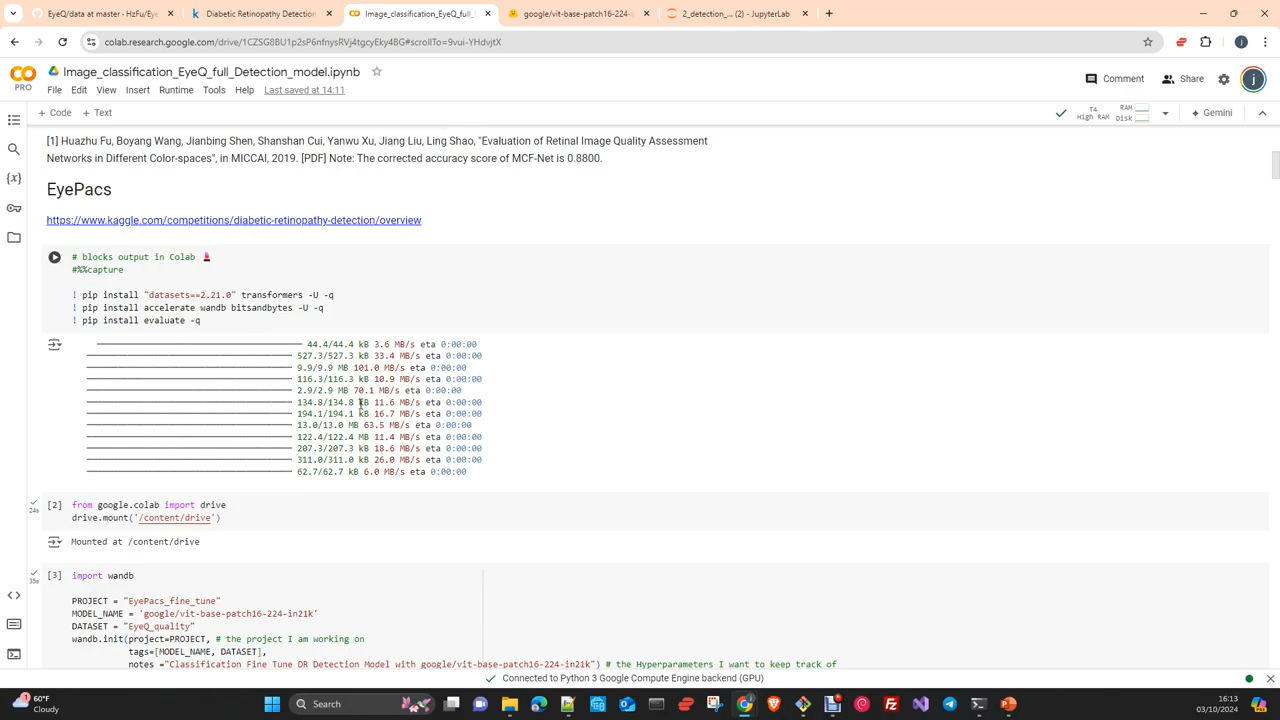 EyeQ/data at master · HzFu/Eye
Diabetic Retinopathy Detection
Image_classification_EyeQ_full_
google/vit-base-patch16-224-i
2_detection_... (2) - JupyterLab
colab.research.google.com/drive/1CZSG8BU1p2sP6nfnysRVj4tgcyEky4BG#scrollTo=9vui-YHdvjtX
PRO
Image_classification_EyeQ_full_Detection_model.ipynb
File Edit View Insert Runtime Tools Help Last saved at 14:11
Comment
Share
j
+ Code + Text
T4
High RAM
RAM
Disk
Gemini
[1] Huazhu Fu, Boyang Wang, Jianbing Shen, Shanshan Cui, Yanwu Xu, Jiang Liu, Ling Shao, "Evaluation of Retinal Image Quality Assessment
Networks in Different Color-spaces", in MICCAI, 2019. [PDF] Note: The corrected accuracy score of MCF-Net is 0.8800.
EyePacs
https://www.kaggle.com/competitions/diabetic-retinopathy-detection/overview
# blocks output in Colab 💄
#%%capture
! pip install "datasets==2.21.0" transformers -U -q
! pip install accelerate wandb bitsandbytes -U -q
! pip install evaluate -q
44.4/44.4 kB 3.6 MB/s eta 0:00:00
527.3/527.3 kB 33.4 MB/s eta 0:00:00
9.9/9.9 MB 101.0 MB/s eta 0:00:00
116.3/116.3 kB 10.9 MB/s eta 0:00:00
2.9/2.9 MB 70.1 MB/s eta 0:00:00
134.8/134.8 kB 11.6 MB/s eta 0:00:00
194.1/194.1 kB 16.7 MB/s eta 0:00:00
13.0/13.0 MB 63.5 MB/s eta 0:00:00
122.4/122.4 MB 11.4 MB/s eta 0:00:00
207.3/207.3 kB 18.6 MB/s eta 0:00:00
311.0/311.0 kB 26.0 MB/s eta 0:00:00
62.7/62.7 kB 6.0 MB/s eta 0:00:00
24s
[2] from google.colab import drive
drive.mount('/content/drive')
Mounted at /content/drive
35s
[3] import wandb
PROJECT = "EyePacs_fine_tune"
MODEL_NAME = 'google/vit-base-patch16-224-in21k'
DATASET = "EyeQ_quality"
wandb.init(project=PROJECT, # the project I am working on
tags=[MODEL_NAME, DATASET],
notes ="Classification Fine Tune DR Detection Model with google/vit-base-patch16-224-in21k") # the Hyperparameters I want to keep track of
Connected to Python 3 Google Compute Engine backend (GPU)
60°F
Cloudy
Search
16:13
03/10/2024